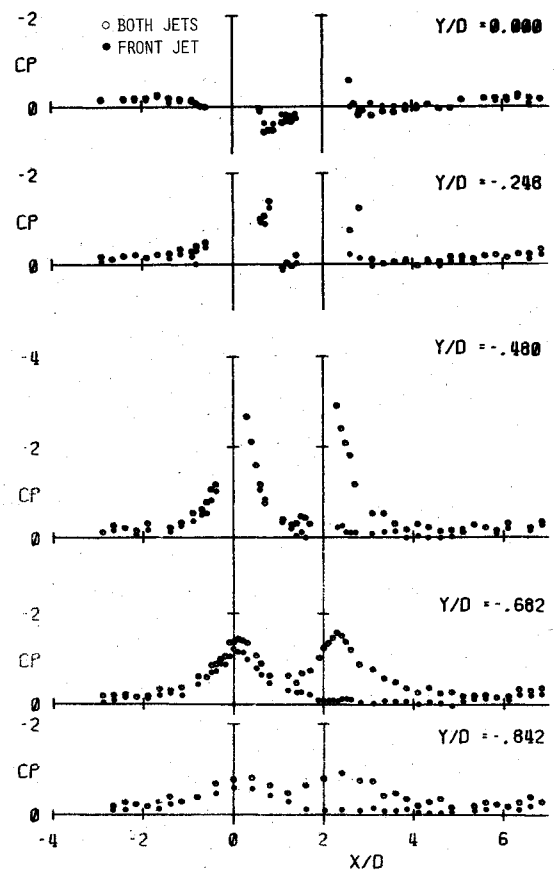 -2
○ BOTH JETS
● FRONT JET
Y/D = 0.000
CP
0
-2
Y/D = -.248
CP
0
-4
Y/D = -.480
-2
CP
0
-2
Y/D = -.682
CP
0
-2
Y/D = -.842
CP
0
-4 -2 0 2 4 6
X/D